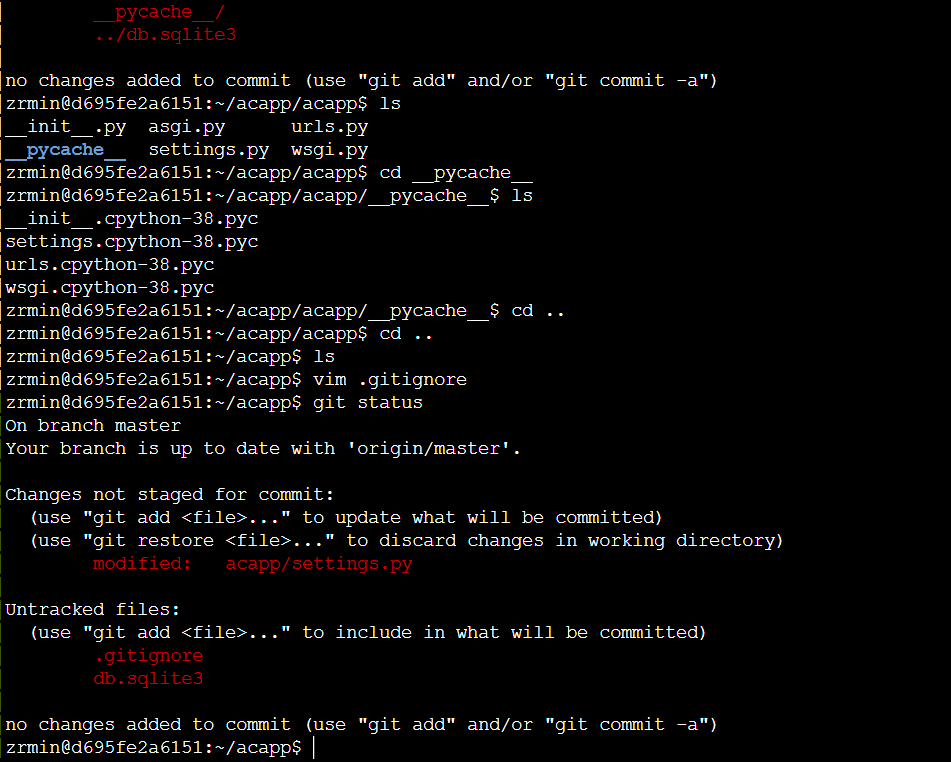 __pycache__/
../db.sqlite3
no changes added to commit (use "git add" and/or "git commit -a")
zrmin@d695fe2a6151:~/acapp/acapp$ ls
__init__.py  asgi.py      urls.py
__pycache__  settings.py  wsgi.py
zrmin@d695fe2a6151:~/acapp/acapp$ cd __pycache__
zrmin@d695fe2a6151:~/acapp/acapp/__pycache__$ ls
__init__.cpython-38.pyc
settings.cpython-38.pyc
urls.cpython-38.pyc
wsgi.cpython-38.pyc
zrmin@d695fe2a6151:~/acapp/acapp/__pycache__$ cd ..
zrmin@d695fe2a6151:~/acapp/acapp$ cd ..
zrmin@d695fe2a6151:~/acapp$ ls
zrmin@d695fe2a6151:~/acapp$ vim .gitignore
zrmin@d695fe2a6151:~/acapp$ git status
On branch master
Your branch is up to date with 'origin/master'.
Changes not staged for commit:
  (use "git add <file>..." to update what will be committed)
  (use "git restore <file>..." to discard changes in working directory)
        modified:   acapp/settings.py
Untracked files:
  (use "git add <file>..." to include in what will be committed)
        .gitignore
        db.sqlite3
no changes added to commit (use "git add" and/or "git commit -a")
zrmin@d695fe2a6151:~/acapp$